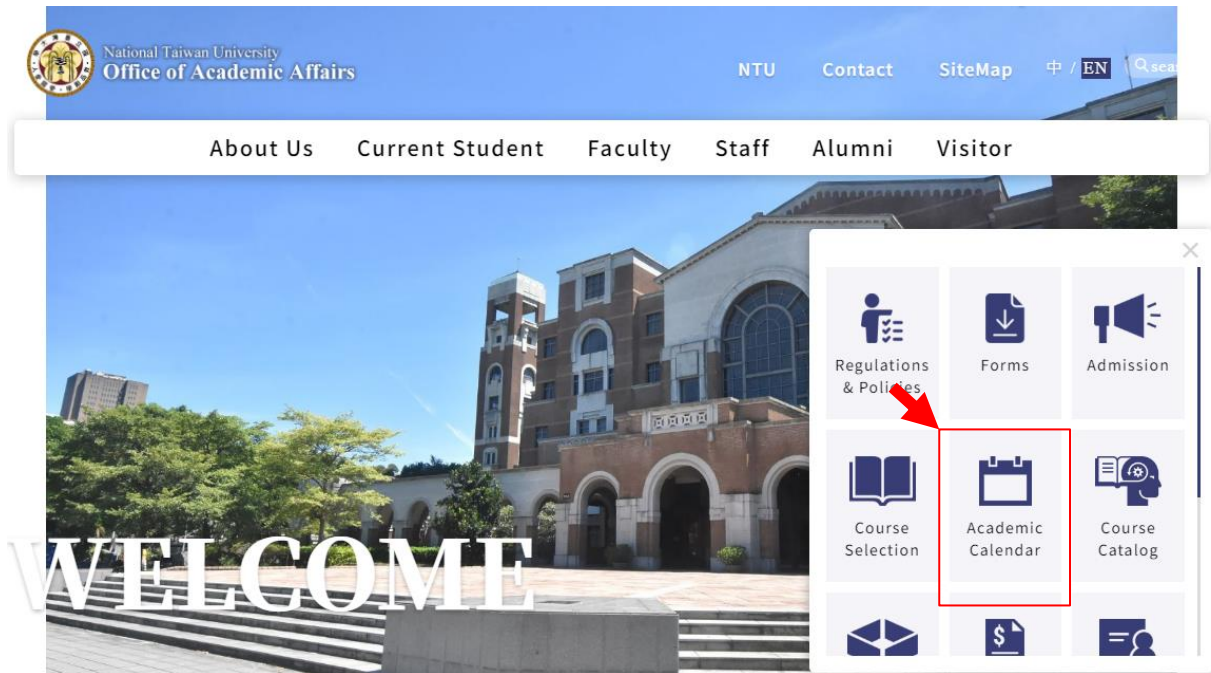 National Taiwan University
Office of Academic Affairs
NTU Contact SiteMap 中 / EN
About Us Current Student Faculty Staff Alumni Visitor
Regulations
& Policies
Forms
Admission
Course
Selection
Academic
Calendar
Course
Catalog
WELCOME